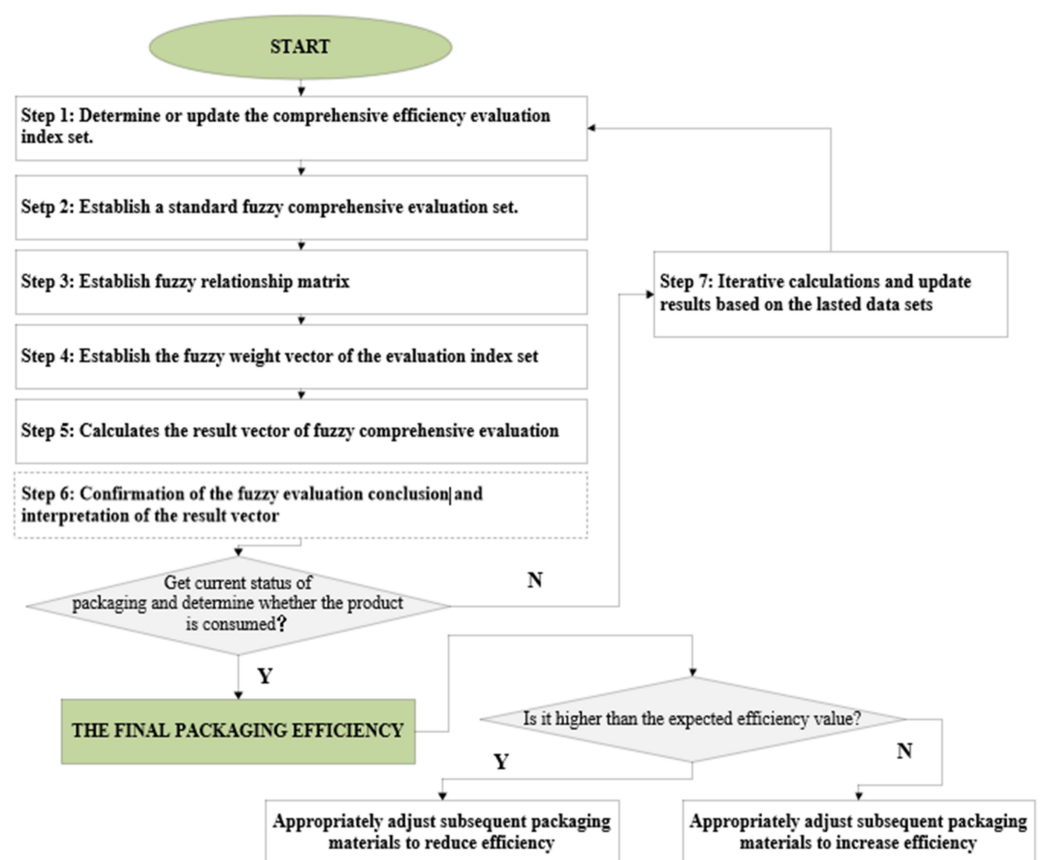 START
Step 1: Determine or update the comprehensive efficiency evaluation
index set.
Setp 2: Establish a standard fuzzy comprehensive evaluation set.
Step 3: Establish fuzzy relationship matrix
Step 4: Establish the fuzzy weight vector of the evaluation index set
Step 5: Calculates the result vector of fuzzy comprehensive evaluation
Step 6: Confirmation of the fuzzy evaluation conclusion and
interpretation of the result vector
Step 7: Iterative calculations and update
results based on the lasted data sets
Get current status of
packaging and determine whether the product
is consumed?
N
Y
THE FINAL PACKAGING EFFICIENCY
Is it higher than the expected efficiency value?
Y
N
Appropriately adjust subsequent packaging
materials to reduce efficiency
Appropriately adjust subsequent packaging
materials to increase efficiency